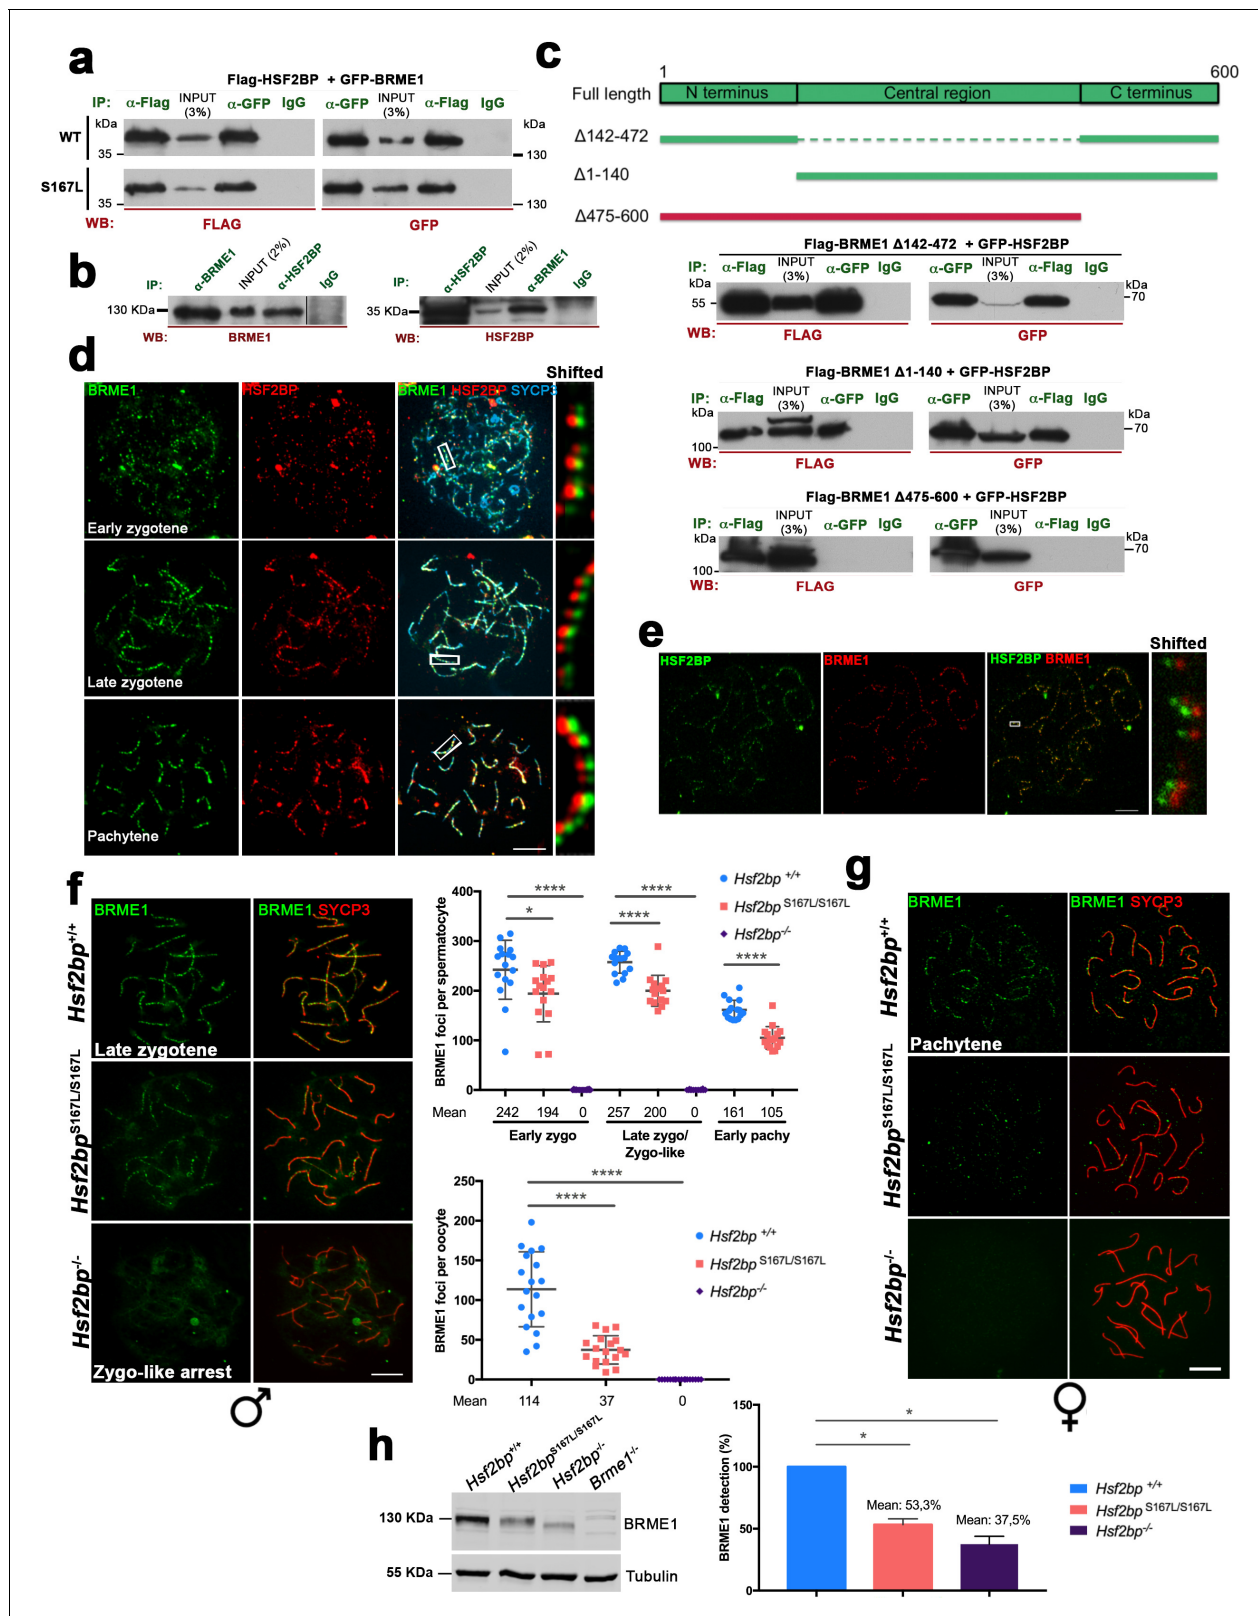 a
Flag-HSF2BP + GFP-BRME1
IP: α-Flag INPUT (3%) α-GFP IgG α-GFP INPUT (3%) α-Flag IgG
kDa kDa
WT
35 130
S167L
35 130
WB: FLAG GFP
b
IP: α-BRME1 INPUT (2%) α-HSF2BP IgG
130 KDa
WB: BRME1
IP: α-HSF2BP INPUT (2%) α-BRME1 IgG
35 KDa
WB: HSF2BP
c
1 600
Full length N terminus Central region C terminus
Δ142-472
Δ1-140
Δ475-600
Flag-BRME1 Δ142-472 + GFP-HSF2BP
IP: α-Flag INPUT (3%) α-GFP IgG α-GFP INPUT (3%) α-Flag IgG
kDa kDa
55 70
WB: FLAG GFP
Flag-BRME1 Δ1-140 + GFP-HSF2BP
IP: α-Flag INPUT (3%) α-GFP IgG α-GFP INPUT (3%) α-Flag IgG
kDa kDa
100 70
WB: FLAG GFP
Flag-BRME1 Δ475-600 + GFP-HSF2BP
IP: α-Flag INPUT (3%) α-GFP IgG α-GFP INPUT (3%) α-Flag IgG
kDa kDa
100 70
WB: FLAG GFP
d
Shifted
BRME1 HSF2BP BRME1 HSF2BP SYCP3
Early zygotene
Late zygotene
Pachytene
e
Shifted
HSF2BP BRME1 HSF2BP BRME1
f
BRME1 BRME1 SYCP3
Hsf2bp+/+
Late zygotene
Hsf2bpS167L/S167L
Hsf2bp-/-
Zygo-like arrest
♂
BRME1 foci per spermatocyte
400
300
200
100
0
**** * **** **** ****
Hsf2bp +/+
Hsf2bp S167L/S167L
Hsf2bp-/-
Mean 242 194 0 257 200 0 161 105
Early zygo Late zygo/ Early pachy
Zygo-like
BRME1 foci per oocyte
250
200
150
100
50
0
****
****
Hsf2bp +/+
Hsf2bp S167L/S167L
Hsf2bp-/-
Mean 114 37 0
g
BRME1 BRME1 SYCP3
Hsf2bp+/+
Pachytene
Hsf2bpS167L/S167L
Hsf2bp-/-
♀
h
Hsf2bp+/+ Hsf2bpS167L/S167L Hsf2bp-/- Brme1-/-
130 KDa BRME1
55 KDa Tubulin
BRME1 detection (%)
150
100
50
0
*
*
Mean: 53,3%
Mean: 37,5%
Hsf2bp +/+
Hsf2bp S167L/S167L
Hsf2bp-/-